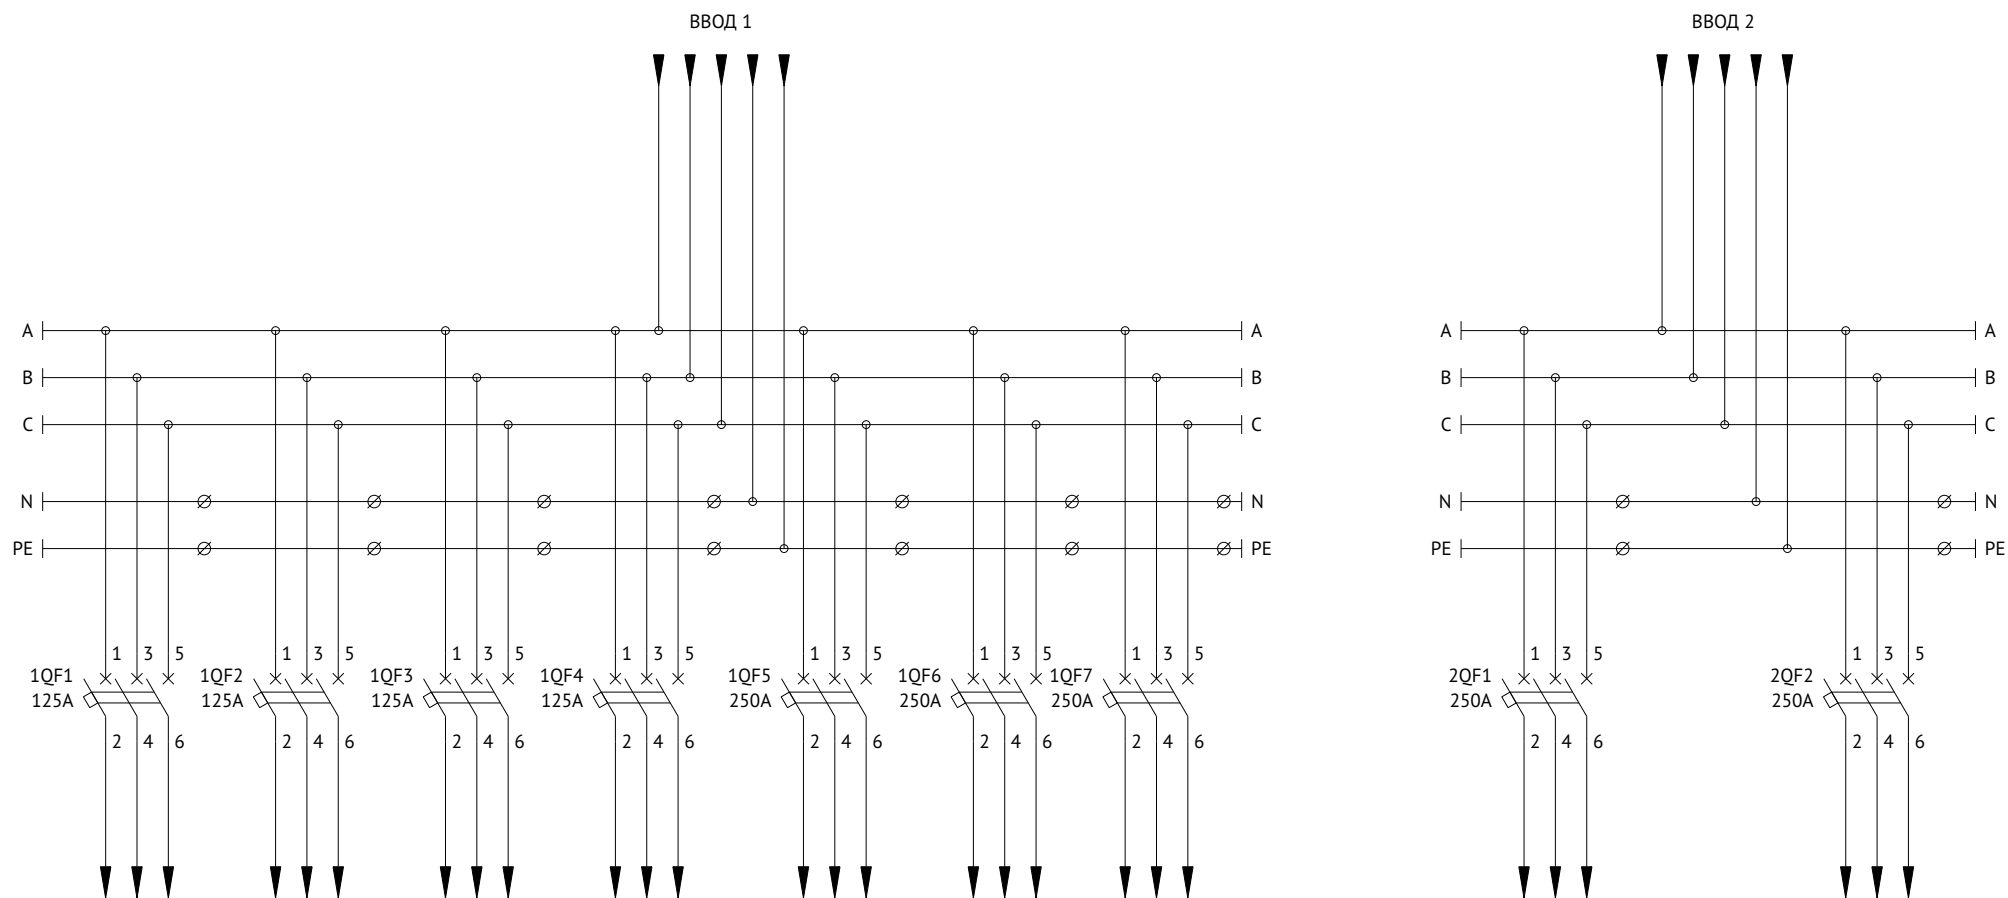 ВВОД 1
ВВОД 2
A A A A
B B B B
C C C C
N N N N
PE PE PE PE
1 3 5 1 3 5 1 3 5 1 3 5 1 3 5 1 3 5 1 3 5 1 3 5 1 3 5
1QF1 1QF2 1QF3 1QF4 1QF5 1QF6 1QF7 2QF1 2QF2
125A 125A 125A 125A 250A 250A 250A 250A 250A
2 4 6 2 4 6 2 4 6 2 4 6 2 4 6 2 4 6 2 4 6 2 4 6 2 4 6